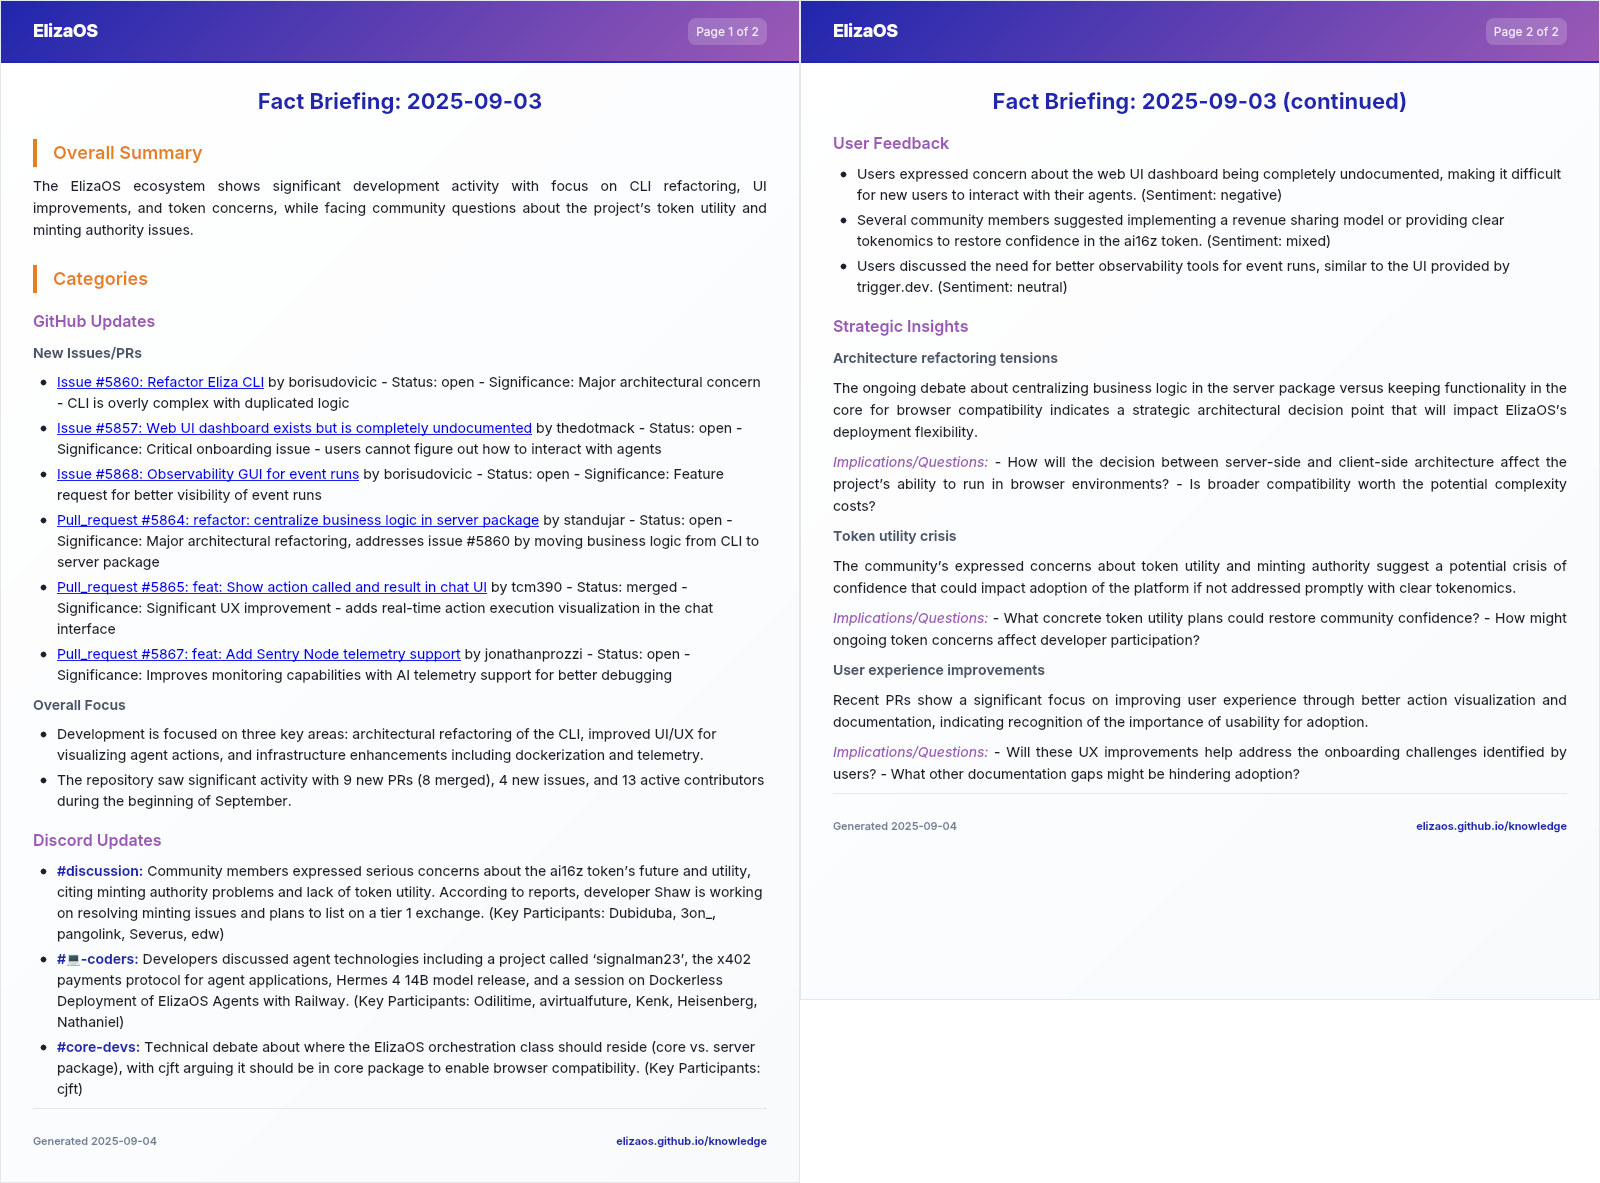 ElizaOS
Page 1 of 2
Fact Briefing: 2025-09-03
Overall Summary
The ElizaOS ecosystem shows significant development activity with focus on CLI refactoring, UI
improvements, and token concerns, while facing community questions about the project's token utility and
minting authority issues.
Categories
GitHub Updates
New Issues/PRs
• Issue #5860: Refactor Eliza CLI by borisudovicic - Status: open - Significance: Major architectural concern
- CLI is overly complex with duplicated logic
• Issue #5857: Web UI dashboard exists but is completely undocumented by thedotmack - Status: open -
Significance: Critical onboarding issue - users cannot figure out how to interact with agents
• Issue #5868: Observability GUI for event runs by borisudovicic - Status: open - Significance: Feature
request for better visibility of event runs
• Pull_request #5864: refactor: centralize business logic in server package by standujar - Status: open -
Significance: Major architectural refactoring, addresses issue #5860 by moving business logic from CLI to
server package
• Pull_request #5865: feat: Show action called and result in chat UI by tcm390 - Status: merged -
Significance: Significant UX improvement - adds real-time action execution visualization in the chat
interface
• Pull_request #5867: feat: Add Sentry Node telemetry support by jonathanprozzi - Status: open -
Significance: Improves monitoring capabilities with AI telemetry support for better debugging
Overall Focus
• Development is focused on three key areas: architectural refactoring of the CLI, improved UI/UX for
visualizing agent actions, and infrastructure enhancements including dockerization and telemetry.
• The repository saw significant activity with 9 new PRs (8 merged), 4 new issues, and 13 active contributors
during the beginning of September.
Discord Updates
• #discussion: Community members expressed serious concerns about the ai16z token's future and utility,
citing minting authority problems and lack of token utility. According to reports, developer Shaw is working
on resolving minting issues and plans to list on a tier 1 exchange. (Key Participants: Dubiduba, 3on_,
pangolink, Severus, edw)
• #💻-coders: Developers discussed agent technologies including a project called ‘signalman23’, the x402
payments protocol for agent applications, Hermes 4 14B model release, and a session on Dockerless
Deployment of ElizaOS Agents with Railway. (Key Participants: Odilitime, avirtualfuture, Kenk, Heisenberg,
Nathaniel)
• #core-devs: Technical debate about where the ElizaOS orchestration class should reside (core vs. server
package), with cjft arguing it should be in core package to enable browser compatibility. (Key Participants:
cjft)
Generated 2025-09-04
elizaos.github.io/knowledge
ElizaOS
Page 2 of 2
Fact Briefing: 2025-09-03 (continued)
User Feedback
• Users expressed concern about the web UI dashboard being completely undocumented, making it difficult
for new users to interact with their agents. (Sentiment: negative)
• Several community members suggested implementing a revenue sharing model or providing clear
tokenomics to restore confidence in the ai16z token. (Sentiment: mixed)
• Users discussed the need for better observability tools for event runs, similar to the UI provided by
trigger.dev. (Sentiment: neutral)
Strategic Insights
Architecture refactoring tensions
The ongoing debate about centralizing business logic in the server package versus keeping functionality in the
core for browser compatibility indicates a strategic architectural decision point that will impact ElizaOS's
deployment flexibility.
Implications/Questions: - How will the decision between server-side and client-side architecture affect the
project's ability to run in browser environments? - Is broader compatibility worth the potential complexity
costs?
Token utility crisis
The community's expressed concerns about token utility and minting authority suggest a potential crisis of
confidence that could impact adoption of the platform if not addressed promptly with clear tokenomics.
Implications/Questions: - What concrete token utility plans could restore community confidence? - How might
ongoing token concerns affect developer participation?
User experience improvements
Recent PRs show a significant focus on improving user experience through better action visualization and
documentation, indicating recognition of the importance of usability for adoption.
Implications/Questions: - Will these UX improvements help address the onboarding challenges identified by
users? - What other documentation gaps might be hindering adoption?
Generated 2025-09-04
elizaos.github.io/knowledge